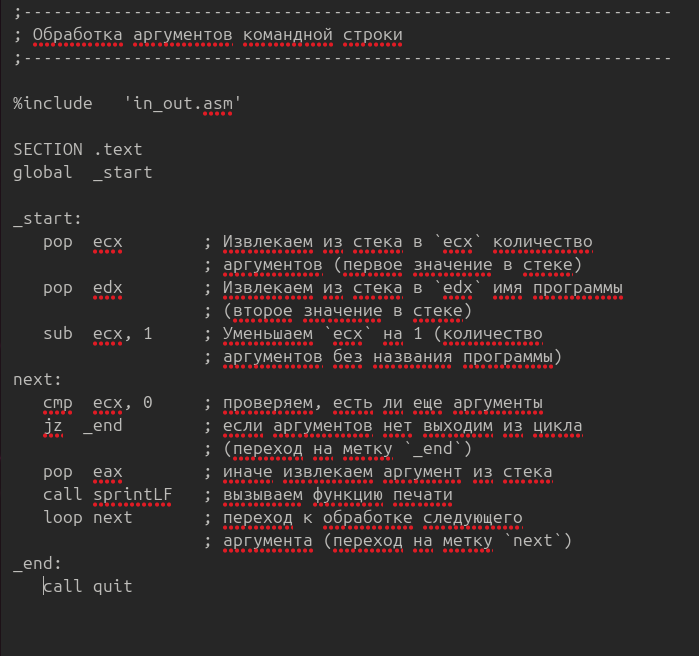 ;-----------------------------------------------------------------
; Обработка аргументов командной строки
;-----------------------------------------------------------------
%include   'in_out.asm'
SECTION .text
global  _start
_start:
   pop  ecx        ; Извлекаем из стека в `ecx` количество
                   ; аргументов (первое значение в стеке)
   pop  edx        ; Извлекаем из стека в `edx` имя программы
                   ; (второе значение в стеке)
   sub  ecx, 1     ; Уменьшаем `ecx` на 1 (количество
                   ; аргументов без названия программы)
next:
   cmp  ecx, 0     ; проверяем, есть ли еще аргументы
   jz  _end        ; если аргументов нет выходим из цикла
                   ; (переход на метку `_end`)
   pop  eax        ; иначе извлекаем аргумент из стека
   call sprintLF   ; вызываем функцию печати
   loop next       ; переход к обработке следующего
                   ; аргумента (переход на метку `next`)
_end:
   call quit